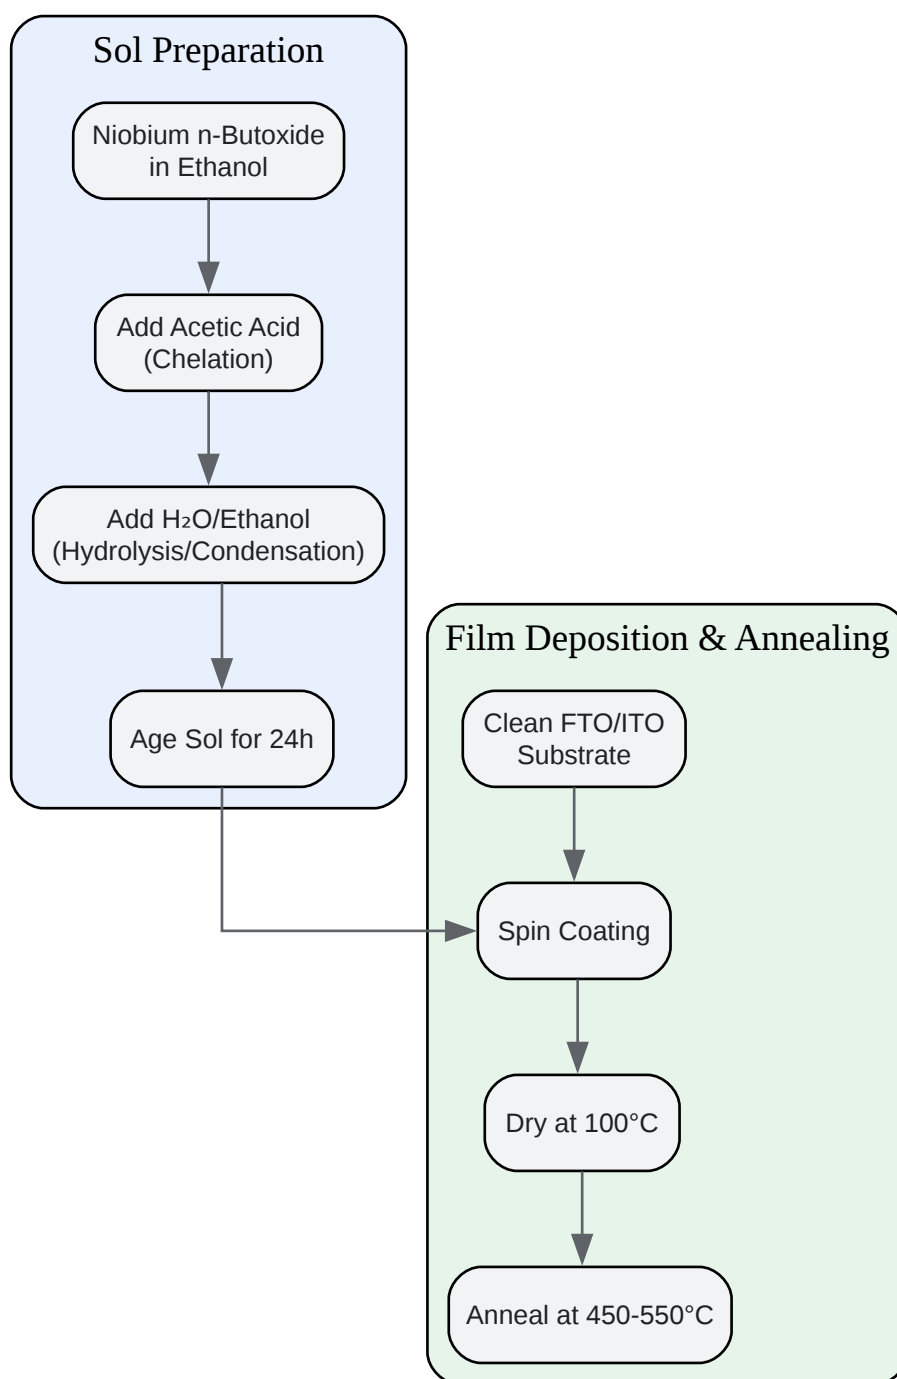 Sol Preparation
Niobium n-Butoxide
in Ethanol
Add Acetic Acid
(Chelation)
Add H₂O/Ethanol
(Hydrolysis/Condensation)
Age Sol for 24h
Film Deposition & Annealing
Clean FTO/ITO
Substrate
Spin Coating
Dry at 100°C
Anneal at 450-550°C